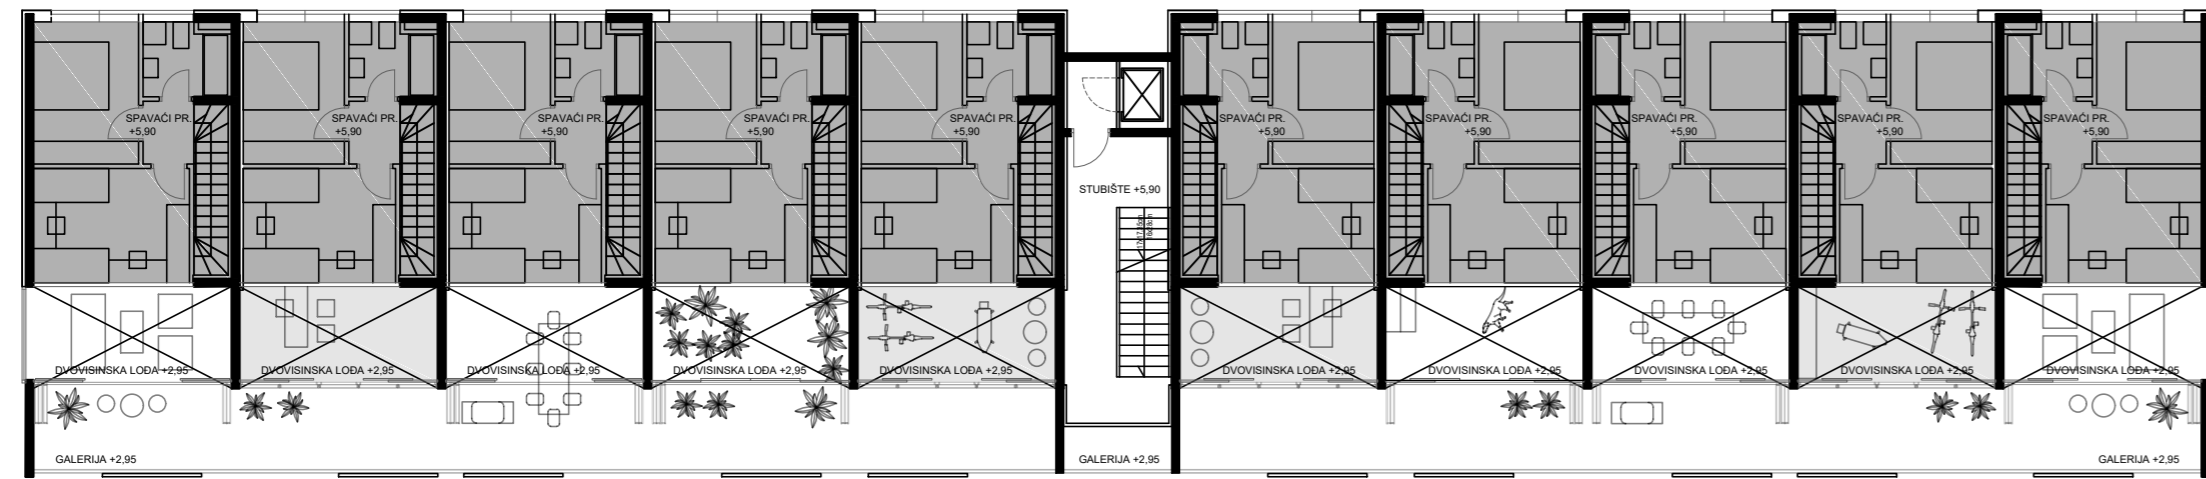 SPAVAĆI PR.
+5,90
SPAVAĆI PR.
+5,90
SPAVAĆI PR.
+5,90
SPAVAĆI PR.
+5,90
SPAVAĆI PR.
+5,90
SPAVAĆI PR.
+5,90
SPAVAĆI PR.
+5,90
SPAVAĆI PR.
+5,90
SPAVAĆI PR.
+5,90
SPAVAĆI PR.
+5,90
STUBIŠTE +5,90
DVOVISINSKA LOĐA +2,95
DVOVISINSKA LOĐA +2,95
DVOVISINSKA LOĐA +2,95
DVOVISINSKA LOĐA +2,95
DVOVISINSKA LOĐA +2,95
DVOVISINSKA LOĐA +2,95
DVOVISINSKA LOĐA +2,95
DVOVISINSKA LOĐA +2,95
DVOVISINSKA LOĐA +2,95
DVOVISINSKA LOĐA +2,95
GALERIJA +2,95
GALERIJA +2,95
GALERIJA +2,95